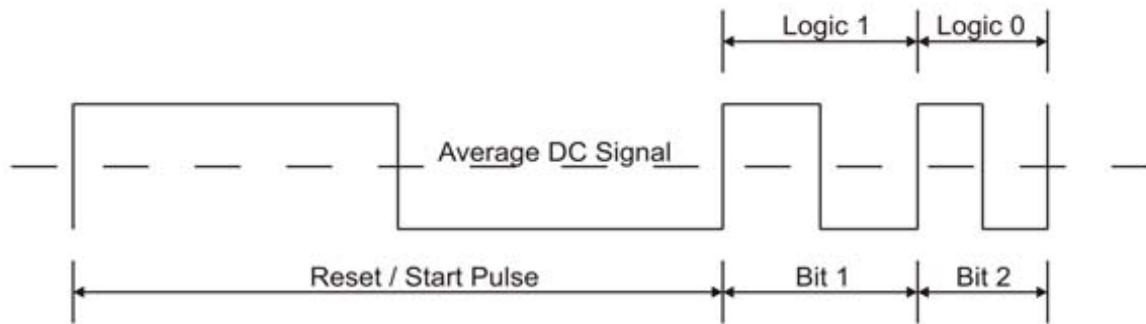 Logic 1 Logic 0
Average DC Signal
Reset / Start Pulse Bit 1 Bit 2